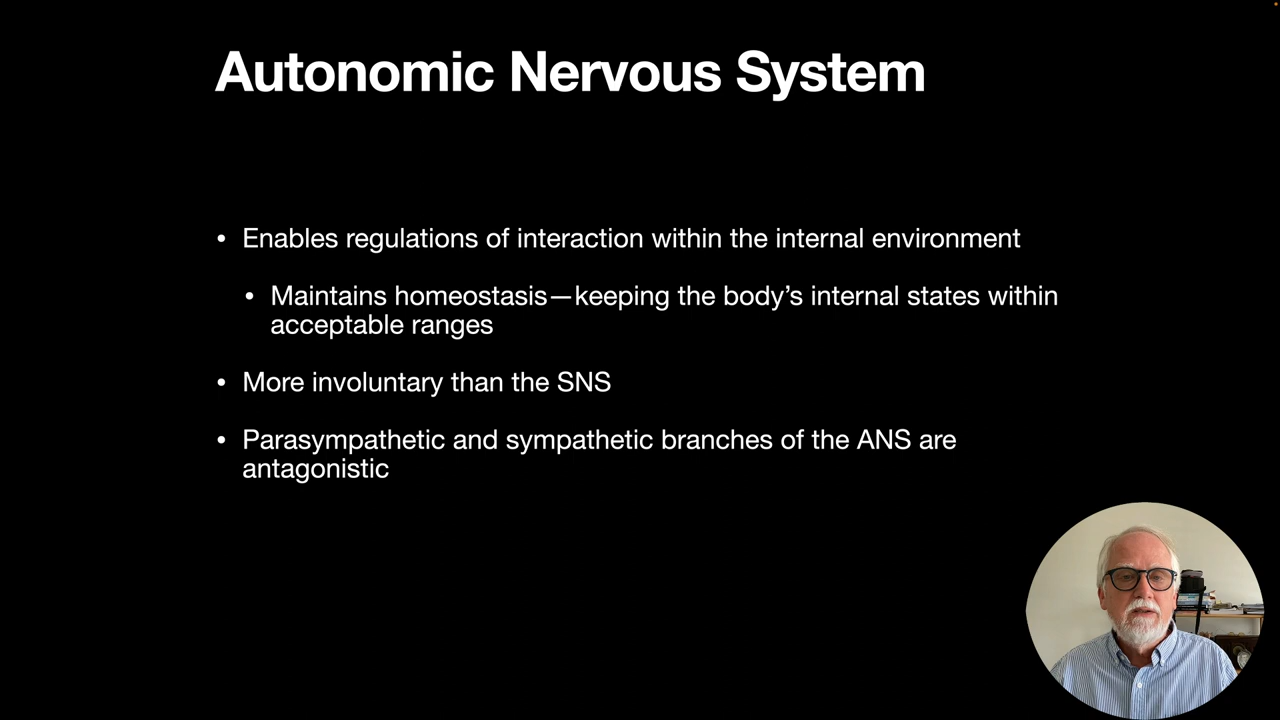 Autonomic Nervous System
• Enables regulations of interaction within the internal environment
• Maintains homeostasis—keeping the body’s internal states within
acceptable ranges
• More involuntary than the SNS
• Parasympathetic and sympathetic branches of the ANS are
antagonistic